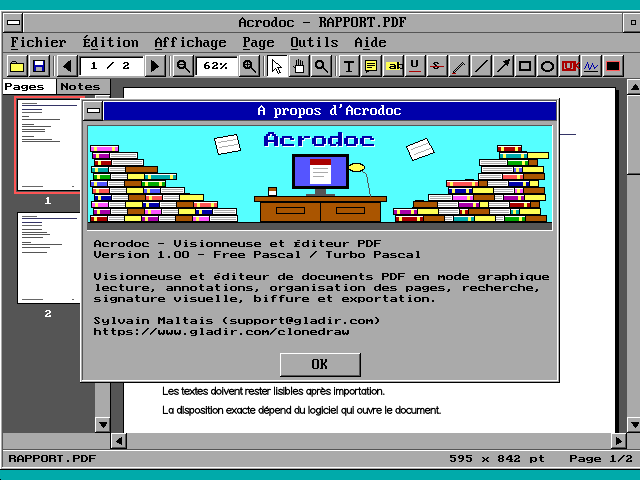 Acrodoc - RAPPORT.PDF
Fichier Édition Affichage Page Outils Aide
1 / 2 62% T ab U S
Pages Notes
A propos d'Acrodoc
Acrodoc
1
2
Acrodoc - Visionneuse et éditeur PDF
Version 1.00 - Free Pascal / Turbo Pascal
Visionneuse et éditeur de documents PDF en mode graphique
lecture, annotations, organisation des pages, recherche,
signature visuelle, biffure et exportation.
Sylvain Maltais (support@gladir.com)
https://www.gladir.com/clonedraw
OK
Les textes doivent rester lisibles après importation.
La disposition exacte dépend du logiciel qui ouvre le document.
RAPPORT.PDF 595 x 842 pt Page 1/2